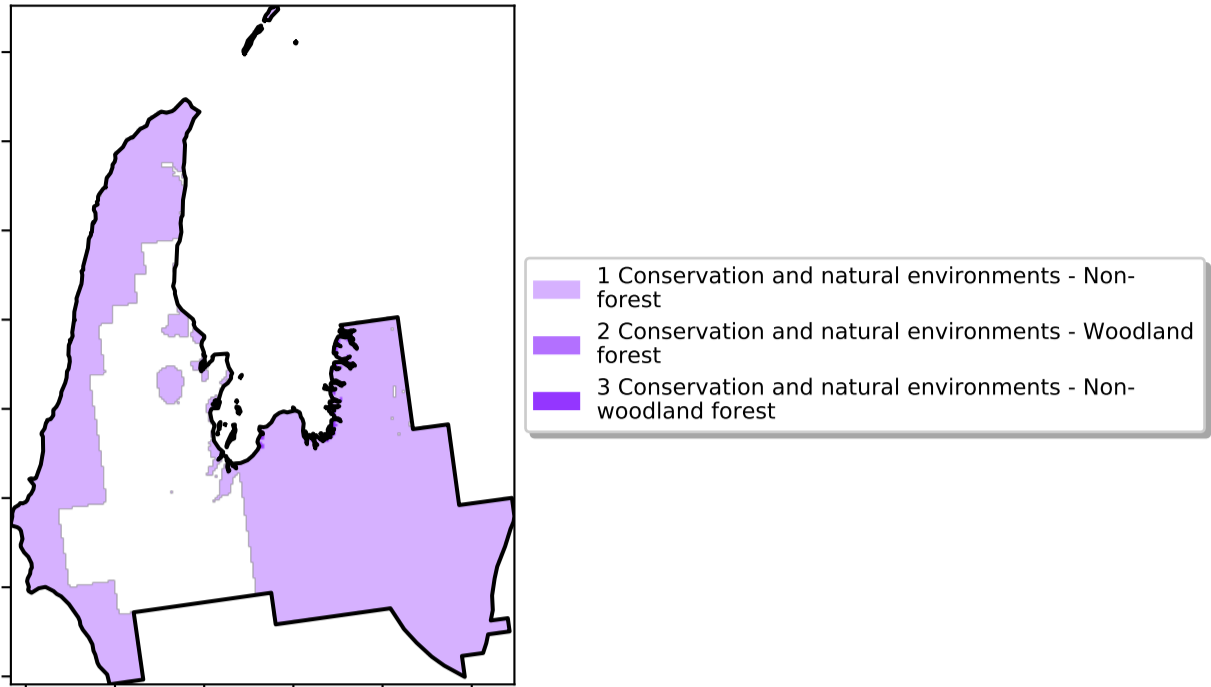 1 Conservation and natural environments - Non-
forest
2 Conservation and natural environments - Woodland
forest
3 Conservation and natural environments - Non-
woodland forest